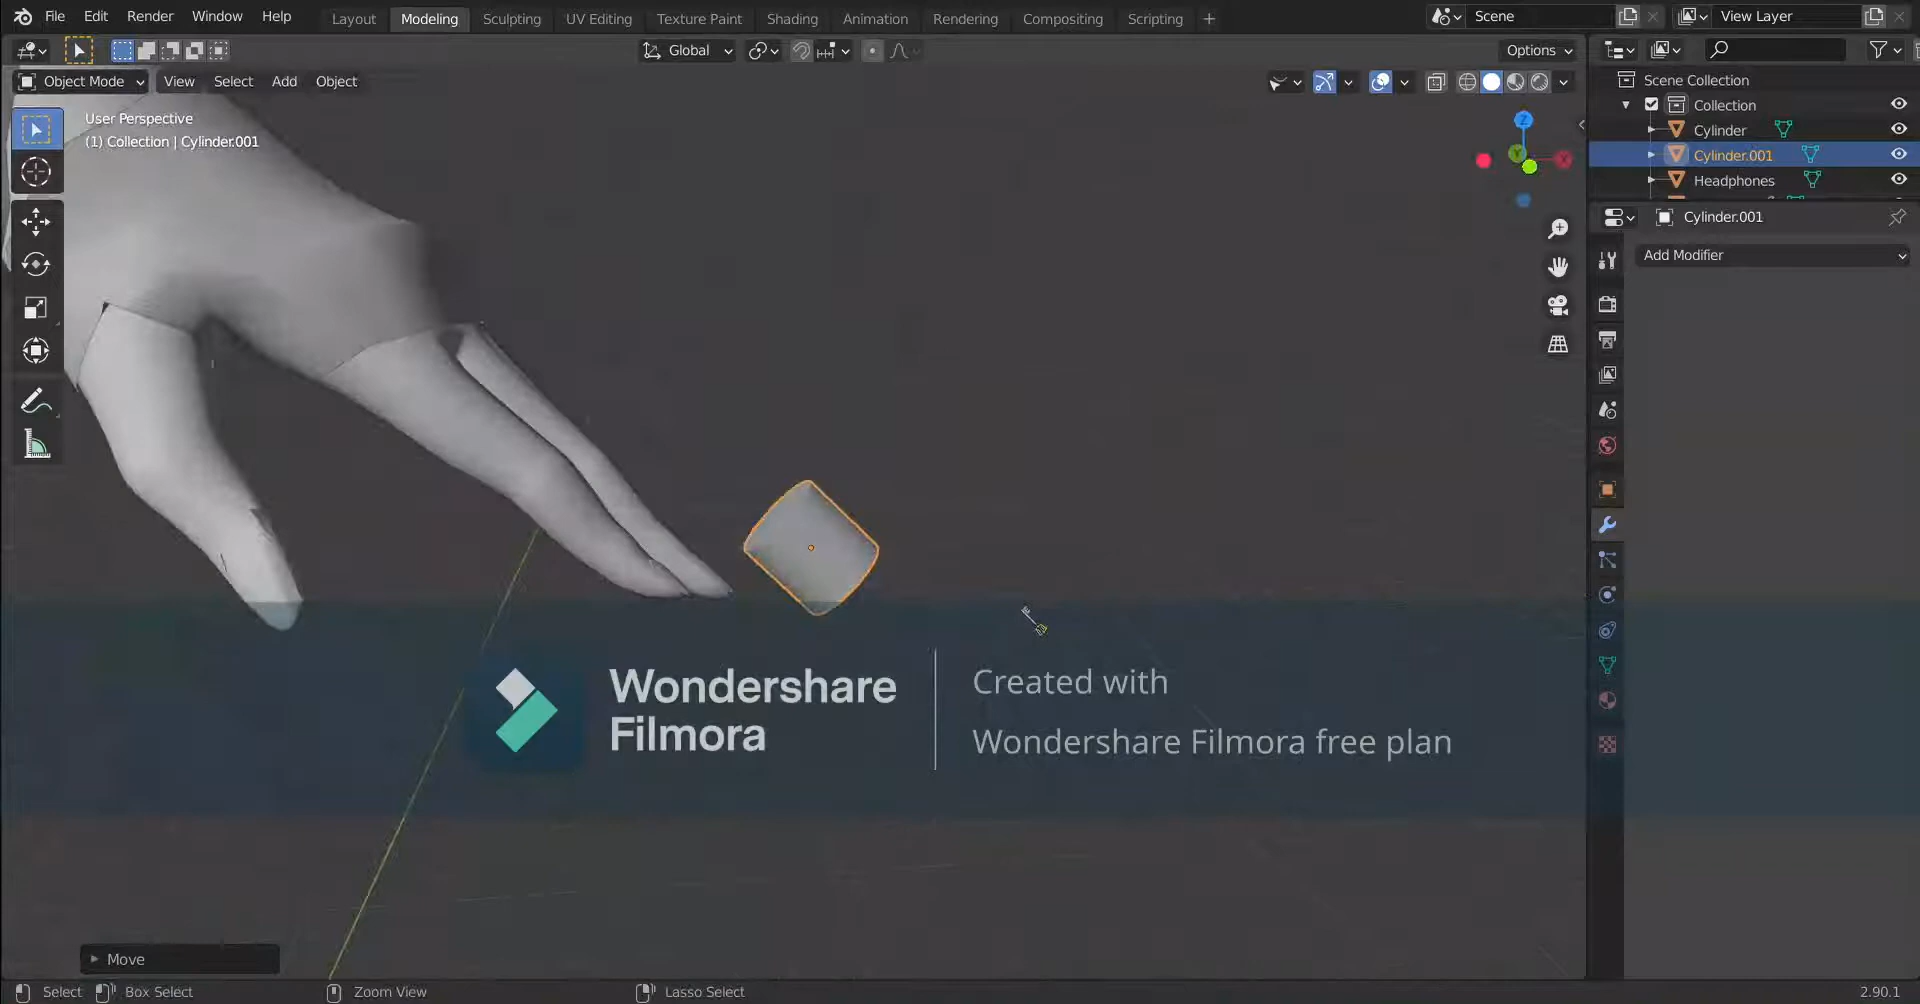 File Edit Render Window Help Layout Modeling Sculpting UV Editing Texture Paint Shading Animation Rendering Compositing Scripting + Scene View Layer
Global Options
Object Mode View Select Add Object
Scene Collection
Collection
Cylinder
Cylinder.001
Headphones
User Perspective
(1) Collection | Cylinder.001
Z
Y
X
Cylinder.001
Add Modifier
Wondershare
Filmora
Created with
Wondershare Filmora free plan
Move
Select Box Select Zoom View Lasso Select 2.90.1